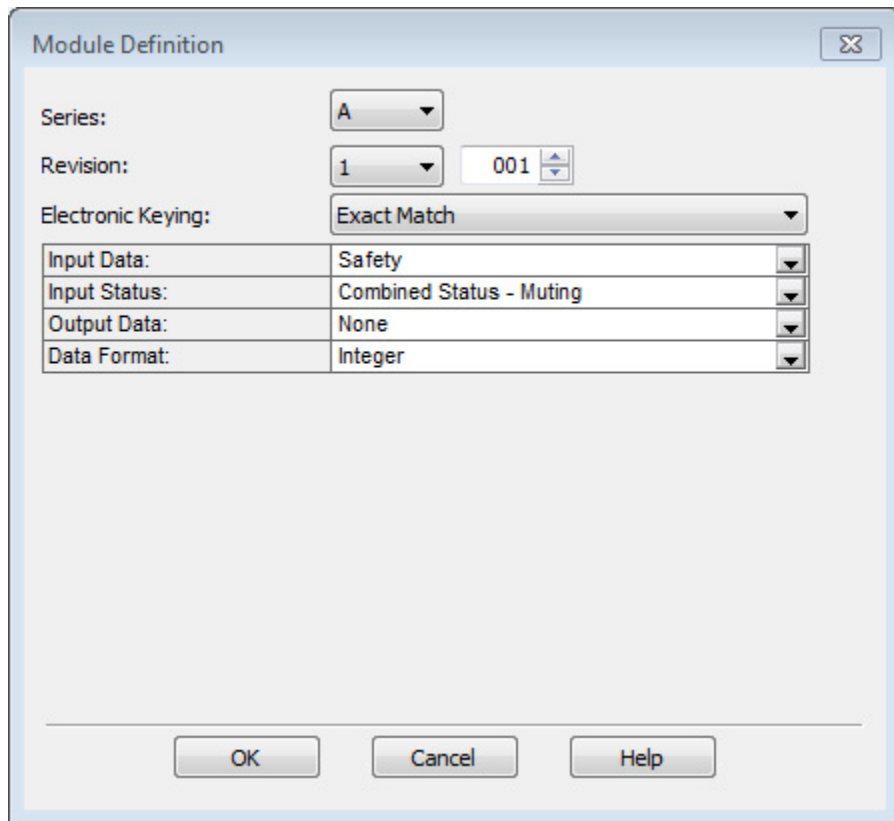 Module Definition
Series: A
Revision: 1 001
Electronic Keying: Exact Match
Input Data: Safety
Input Status: Combined Status - Muting
Output Data: None
Data Format: Integer
OK Cancel Help